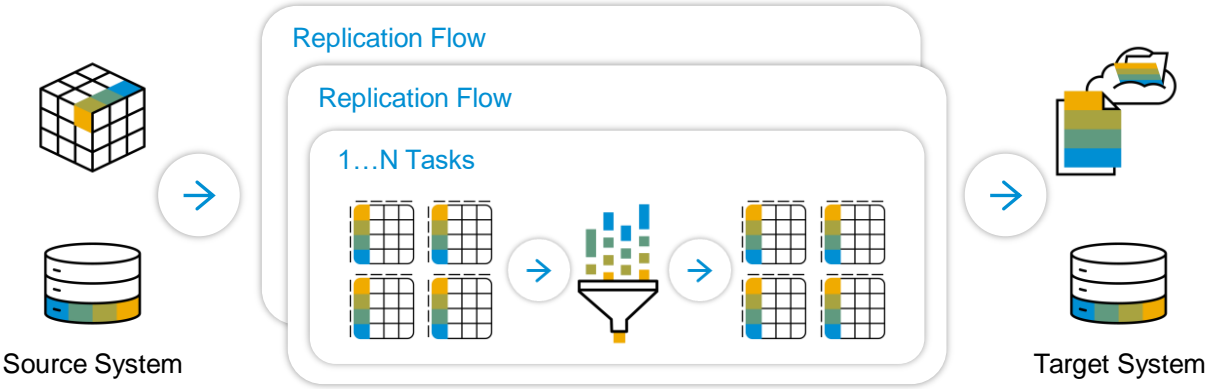 Replication Flow
Replication Flow
1…N Tasks
Source System
Target System